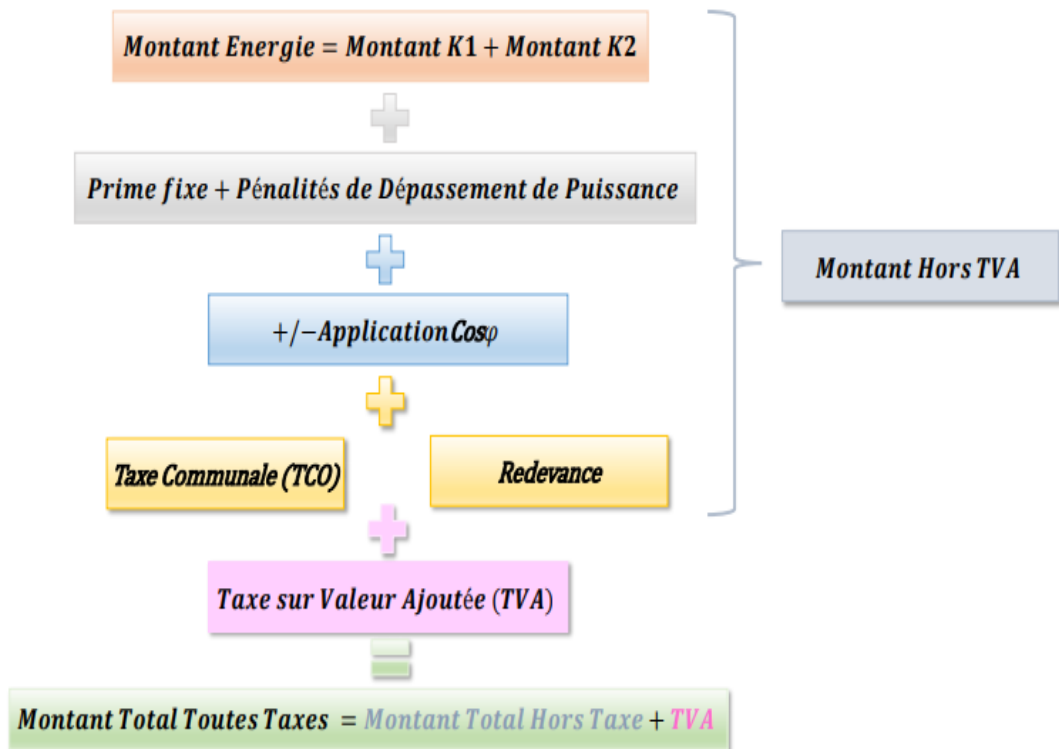 Montant Energie = Montant K1 + Montant K2
Prime fixe + Pénalités de Dépassement de Puissance
Montant Hors TVA
+/−ApplicationCosφ
Taxe Communale (TCO)
Redevance
Taxe sur Valeur Ajoutée (TVA)
Montant Total Toutes Taxes = Montant Total Hors Taxe + TVA